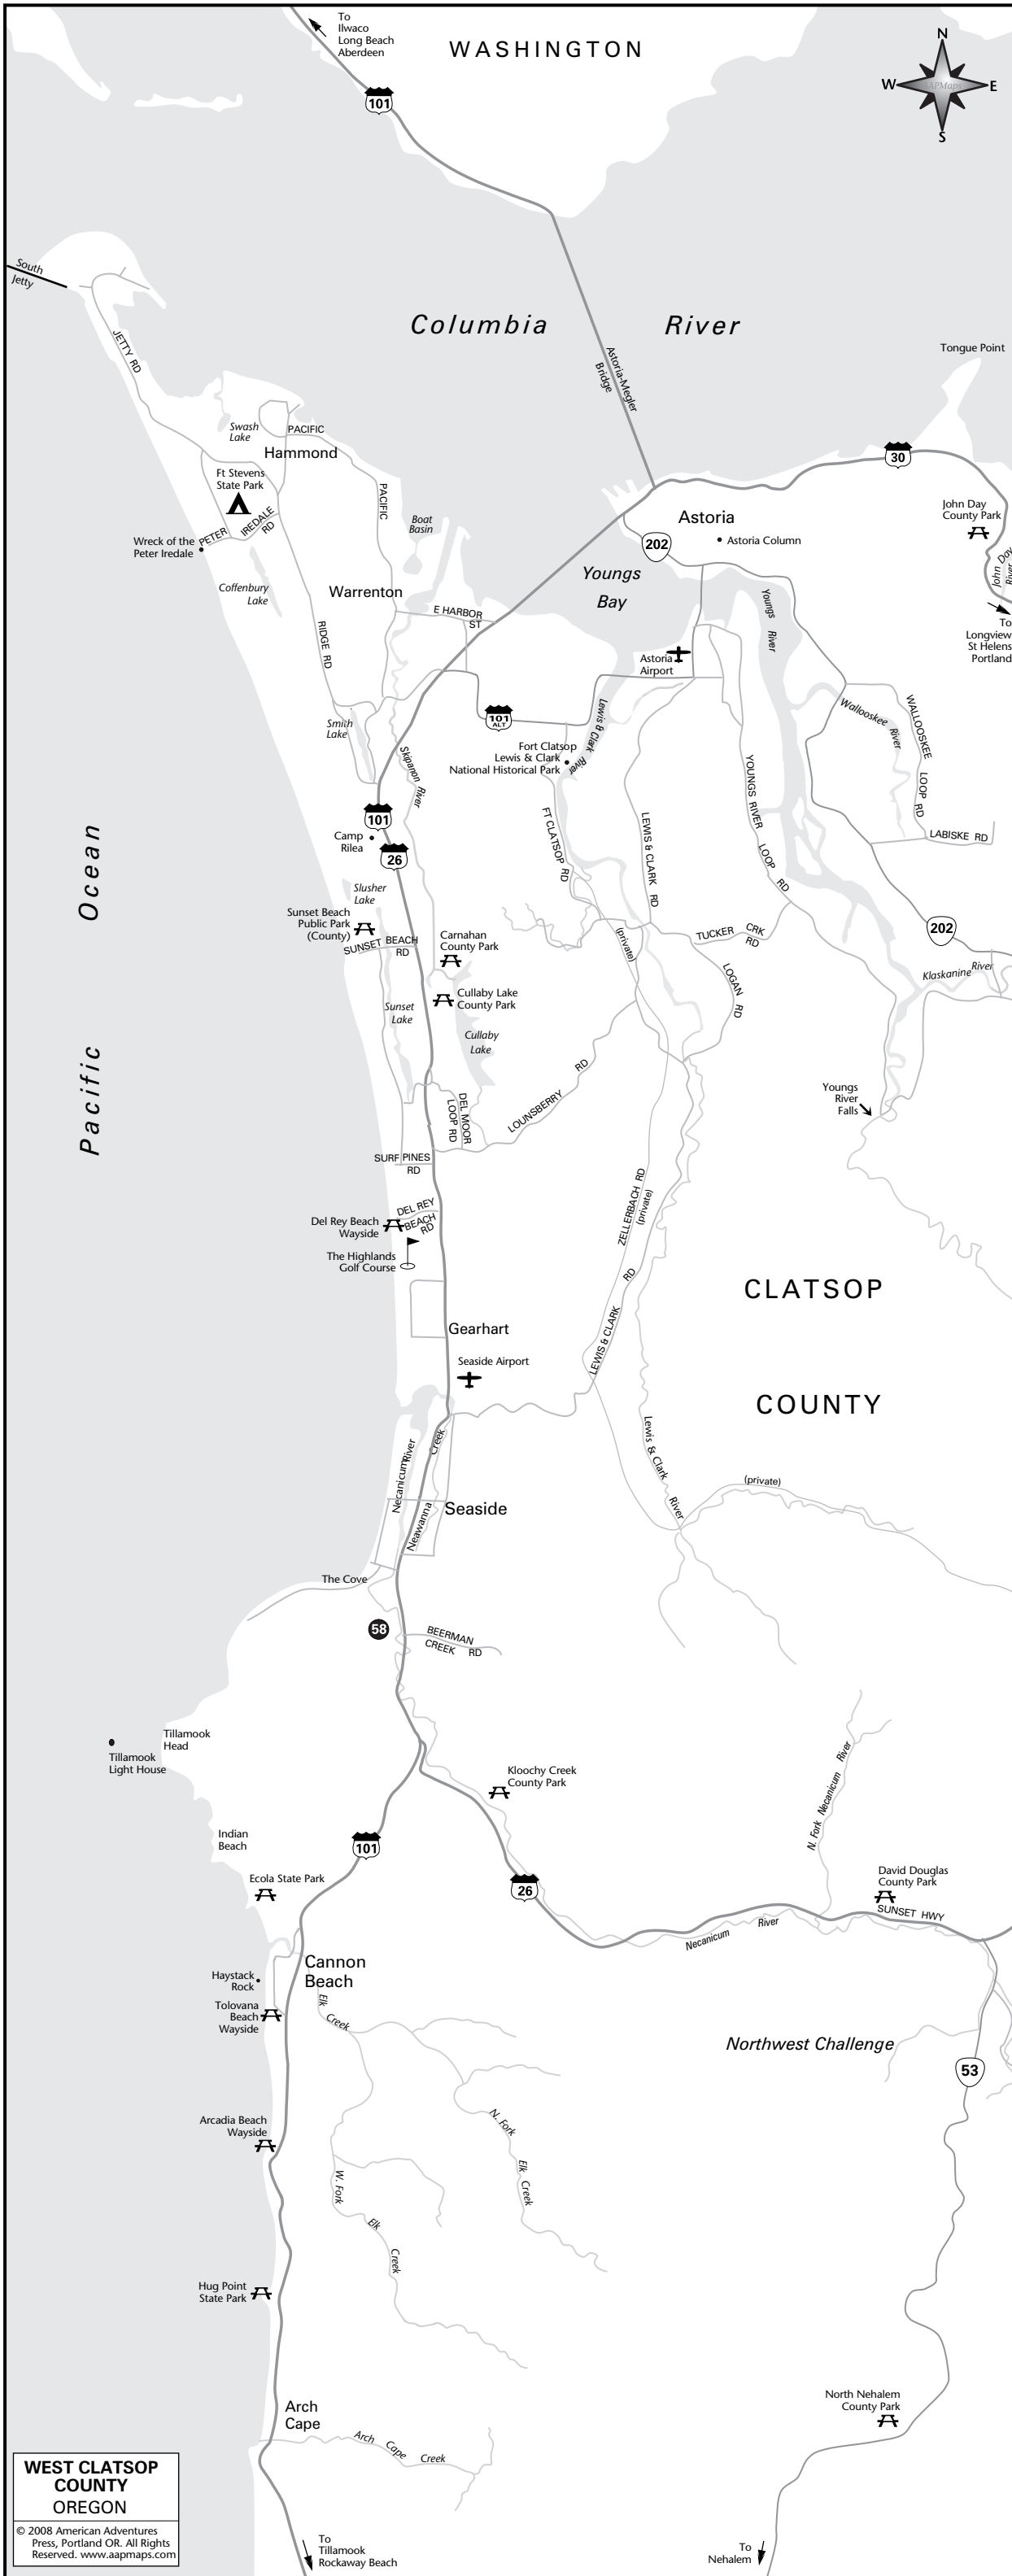 To
Ilwaco
Long Beach
Aberdeen
WASHINGTON
N
W
AAPMaps
E
S
101
South
Jetty
JETTY RD
Columbia River
Astoria-Megler
Bridge
Tongue Point
Swash
Lake
PACIFIC
Hammond
30
Ft Stevens
State Park
PACIFIC
Boat
Basin
Astoria
John Day
County Park
Wreck of the
Peter Iredale
PETER IREDALE
RD
202
Astoria Column
John Day
River
Youngs
Bay
Coffenbury
Lake
Warrenton
E HARBOR
ST
Youngs
River
To
Longview
St Helens
Portland
RIDGE RD
Astoria
Airport
Smith
Lake
101
ALT
Lewis & Clark River
Wallooskee
River
WALLOOSKEE
LOOP RD
Skipanon River
Fort Clatsop
Lewis & Clark
National Historical Park
101
Camp
Rilea
26
FT CLATSOP RD
LEWIS & CLARK RD
YOUNGS RIVER LOOP RD
LABISKE RD
Pacific Ocean
Slusher
Lake
Sunset Beach
Public Park
(County)
SUNSET BEACH
RD
Carnahan
County Park
(private)
TUCKER CRK
RD
202
Klaskanine River
LOGAN
RD
Cullaby Lake
County Park
Sunset
Lake
Cullaby
Lake
DEL MOOR
LOOP RD
LOUNSBERRY RD
Youngs
River
Falls
SURF PINES
RD
ZELLERBACH RD
(private)
Del Rey Beach
Wayside
DEL REY
BEACH
RD
The Highlands
Golf Course
CLATSOP
COUNTY
LEWIS & CLARK RD
Gearhart
Seaside Airport
Necanicum River
Neawanna Creek
Lewis & Clark River
(private)
Seaside
The Cove
58
BEERMAN
CREEK RD
Tillamook
Head
Tillamook
Light House
Kloochy Creek
County Park
N. Fork Necanicum River
Indian
Beach
101
Ecola State Park
26
David Douglas
County Park
SUNSET HWY
Necanicum River
Cannon
Beach
Haystack
Rock
Tolovana
Beach
Wayside
Elk
Creek
Northwest Challenge
53
Arcadia Beach
Wayside
N. Fork
Elk Creek
W. Fork
Elk
Creek
Hug Point
State Park
North Nehalem
County Park
Arch
Cape
Arch Cape Creek
WEST CLATSOP
COUNTY
OREGON
© 2008 American Adventures
Press, Portland OR. All Rights
Reserved. www.aapmaps.com
To
Tillamook
Rockaway Beach
To
Nehalem